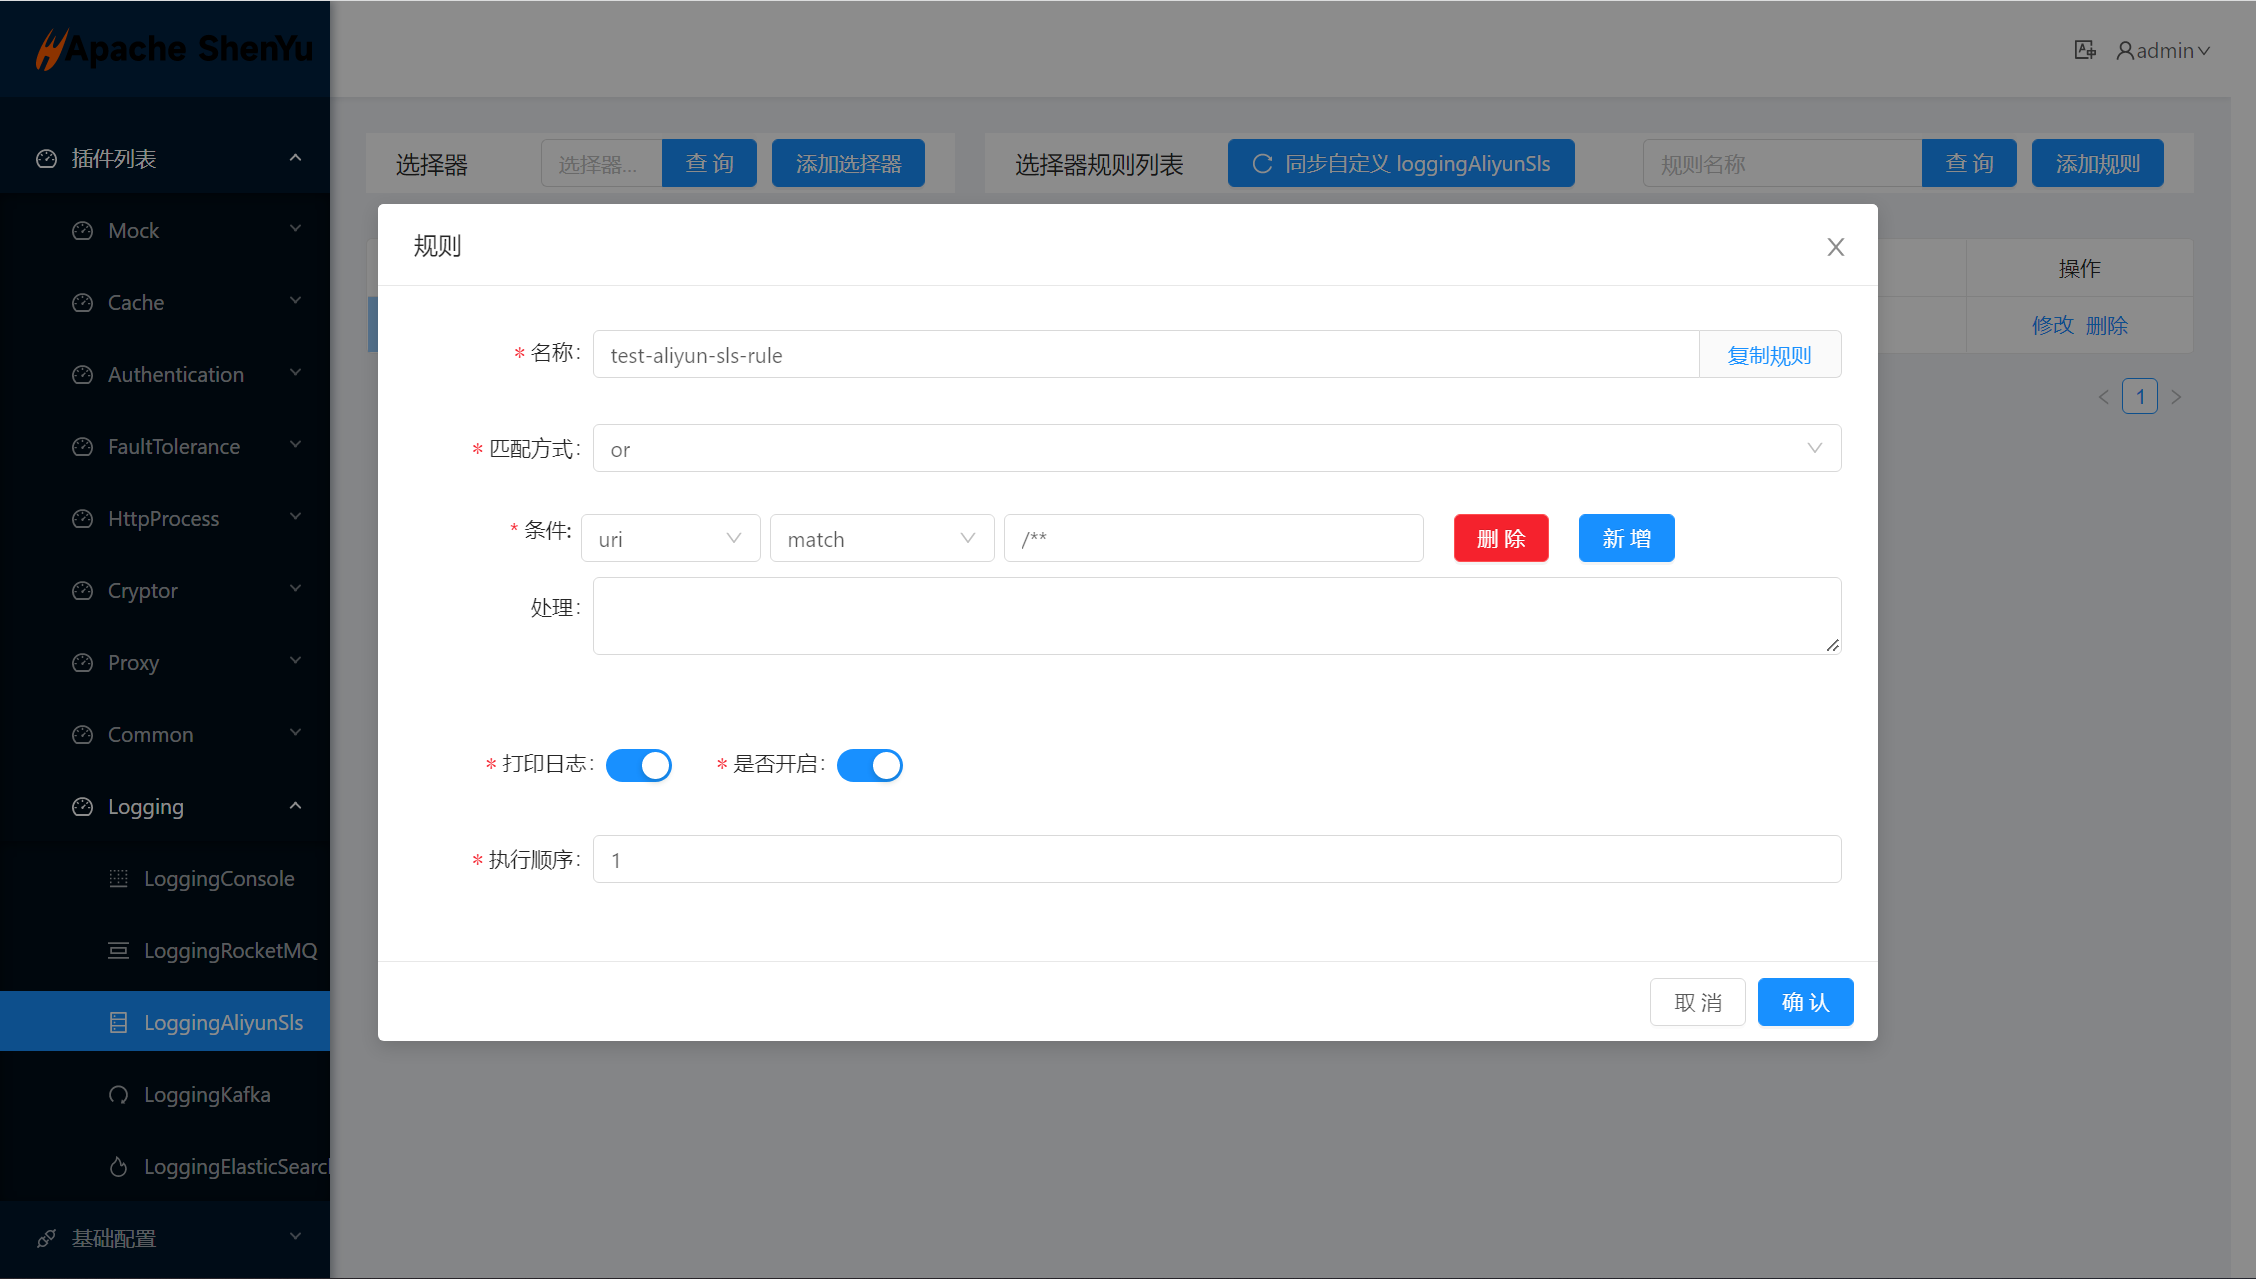 Apache ShenYu
admin
插件列表
Mock
Cache
Authentication
FaultTolerance
HttpProcess
Cryptor
Proxy
Common
Logging
LoggingConsole
LoggingRocketMQ
LoggingAliyunSls
LoggingKafka
LoggingElasticSearch
基础配置
选择器 选择器... 查 询 添加选择器
选择器规则列表 同步自定义 loggingAliyunSls 规则名称 查 询 添加规则
操作
修改 删除
1
规则
* 名称: test-aliyun-sls-rule 复制规则
* 匹配方式: or
* 条件: uri match /** 删 除 新 增
处理:
* 打印日志: * 是否开启:
* 执行顺序: 1
取 消 确 认